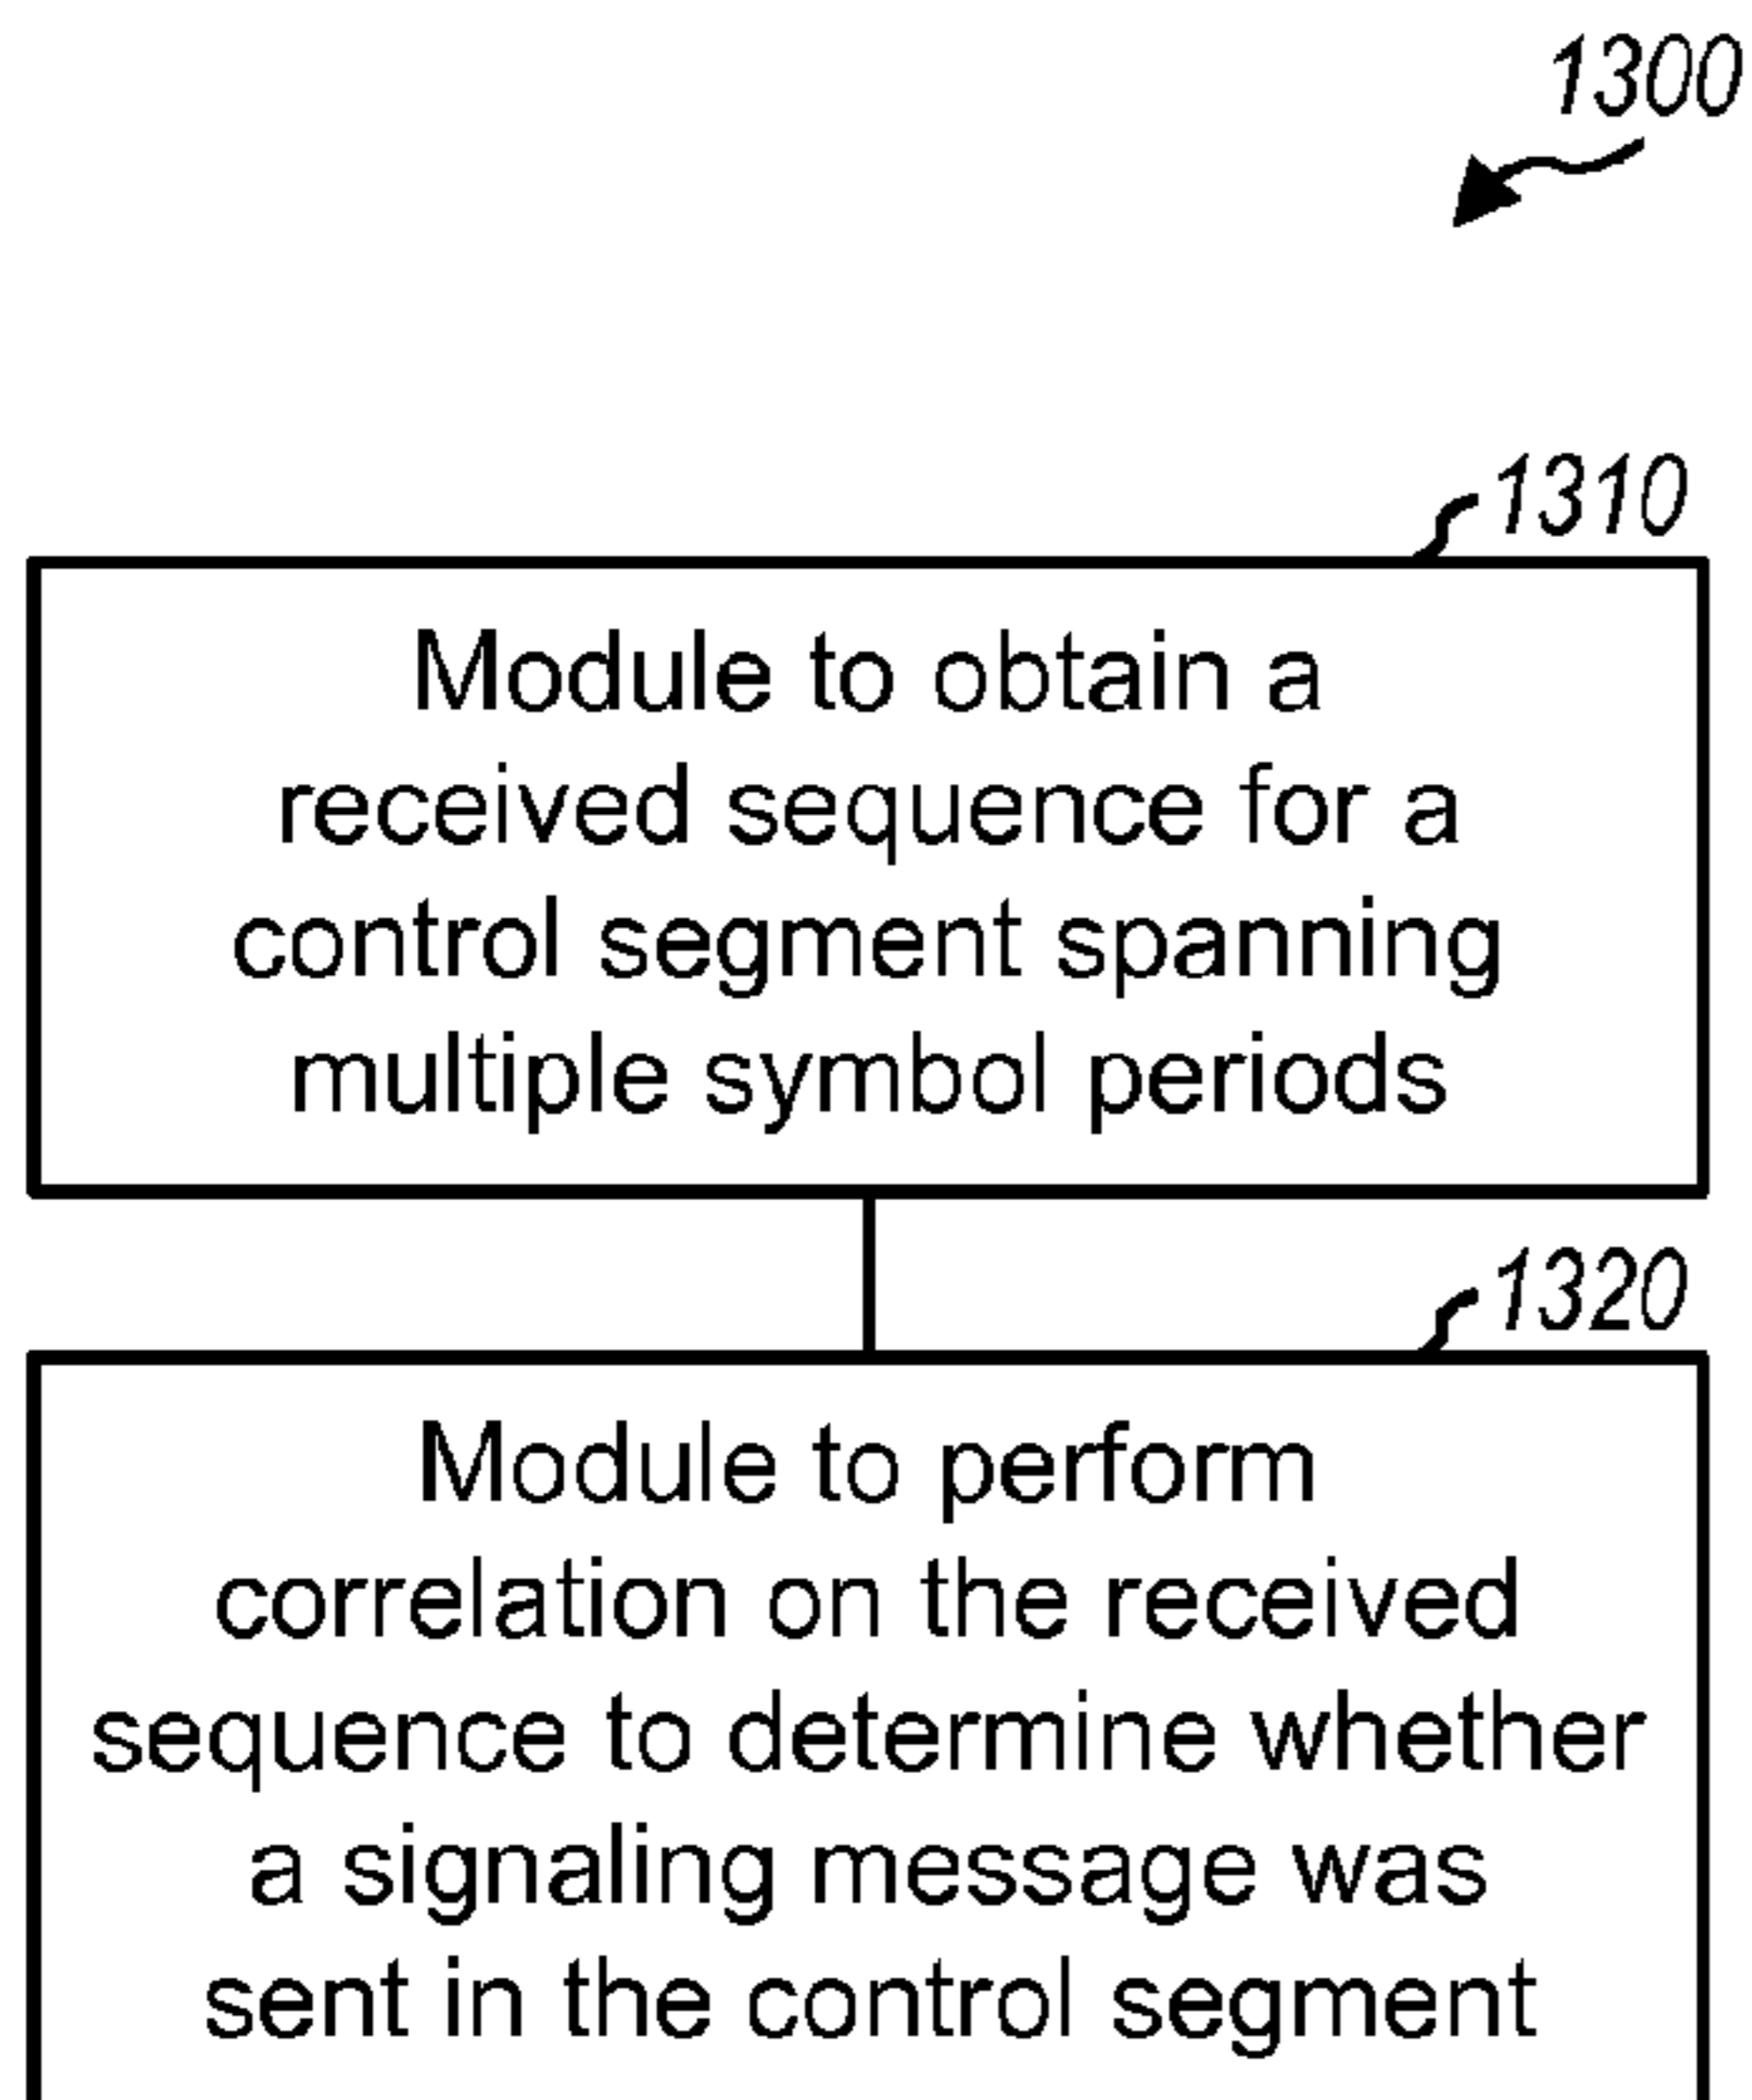 1300
1310
Module to obtain a
received sequence for a
control segment spanning
multiple symbol periods
1320
Module to perform
correlation on the received
sequence to determine whether
a signaling message was
sent in the control segment